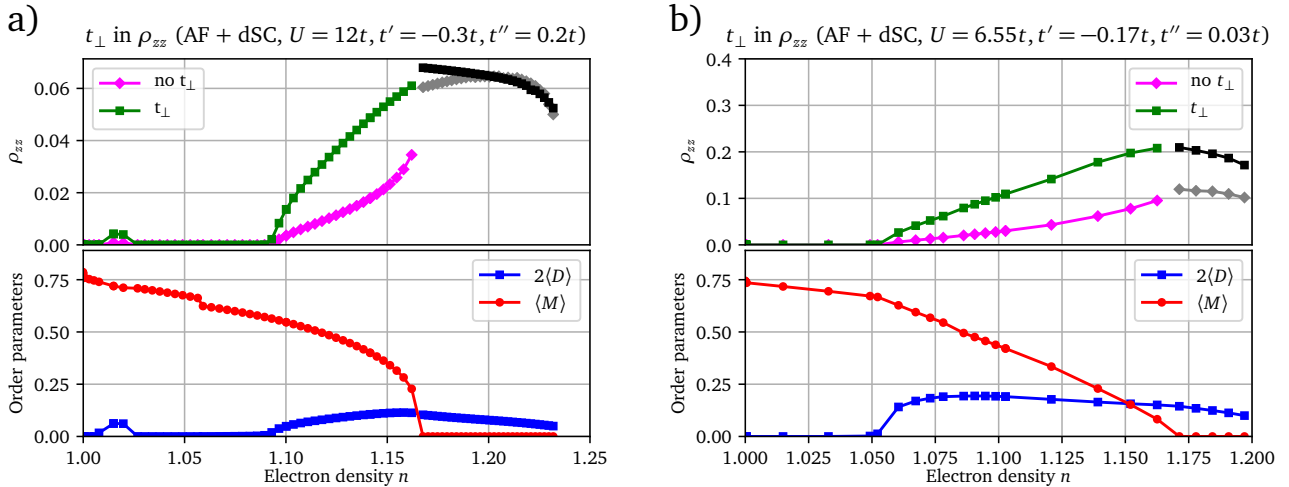 a)
t⊥ in ρzz (AF + dSC, U = 12t, t′ = −0.3t, t″ = 0.2t)
no t⊥
t⊥
0.06
0.04
0.02
0.00
ρzz
2⟨D⟩
⟨M⟩
0.75
0.50
0.25
0.00
Order parameters
1.00 1.05 1.10 1.15 1.20 1.25
Electron density n
b)
t⊥ in ρzz (AF + dSC, U = 6.55t, t′ = −0.17t, t″ = 0.03t)
no t⊥
t⊥
0.4
0.3
0.2
0.1
0.0
ρzz
2⟨D⟩
⟨M⟩
0.75
0.50
0.25
0.00
Order parameters
1.000 1.025 1.050 1.075 1.100 1.125 1.150 1.175 1.200
Electron density n